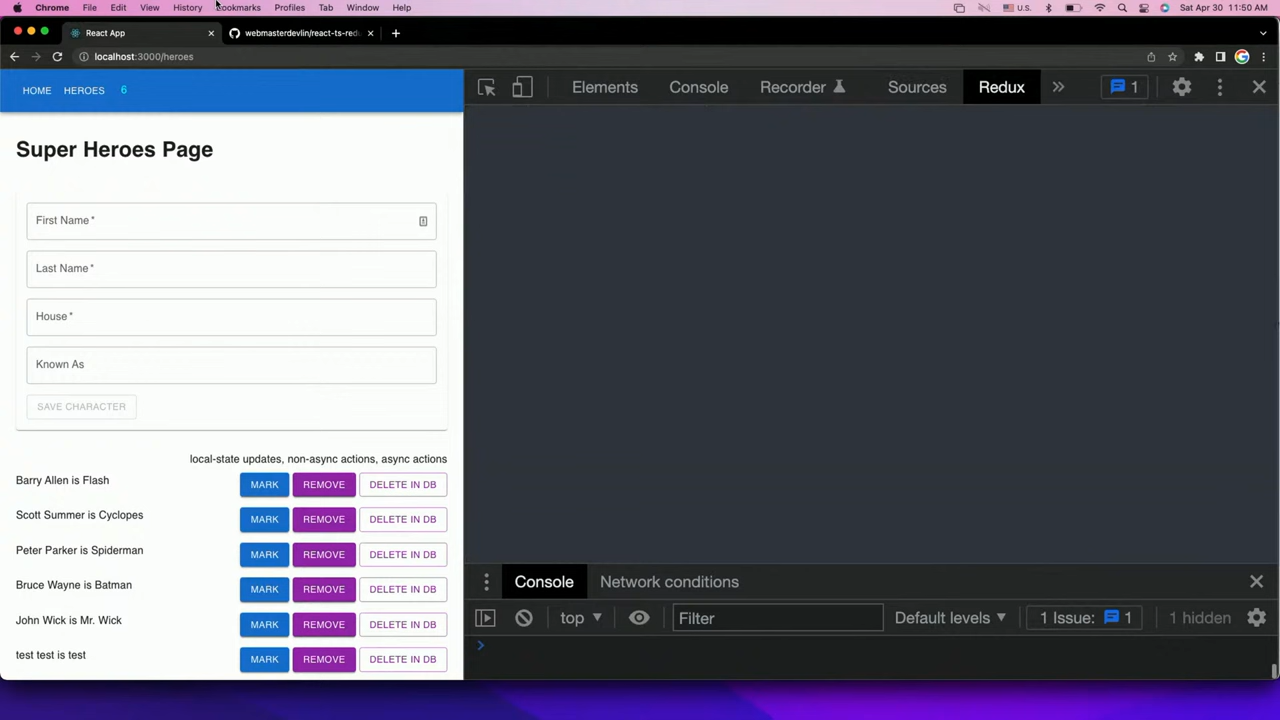 Chrome File Edit View History Bookmarks Profiles Tab Window Help U.S. Sat Apr 30 11:50 AM
React App webmasterdevlin/react-ts-red
localhost:3000/heroes
HOME HEROES 6
Elements Console Recorder Sources Redux 1
Super Heroes Page
First Name *
Last Name *
House *
Known As
SAVE CHARACTER
local-state updates, non-async actions, async actions
Barry Allen is Flash MARK REMOVE DELETE IN DB
Scott Summer is Cyclopes MARK REMOVE DELETE IN DB
Peter Parker is Spiderman MARK REMOVE DELETE IN DB
Bruce Wayne is Batman MARK REMOVE DELETE IN DB
John Wick is Mr. Wick MARK REMOVE DELETE IN DB
test test is test MARK REMOVE DELETE IN DB
Console Network conditions
top Filter Default levels 1 Issue: 1 1 hidden